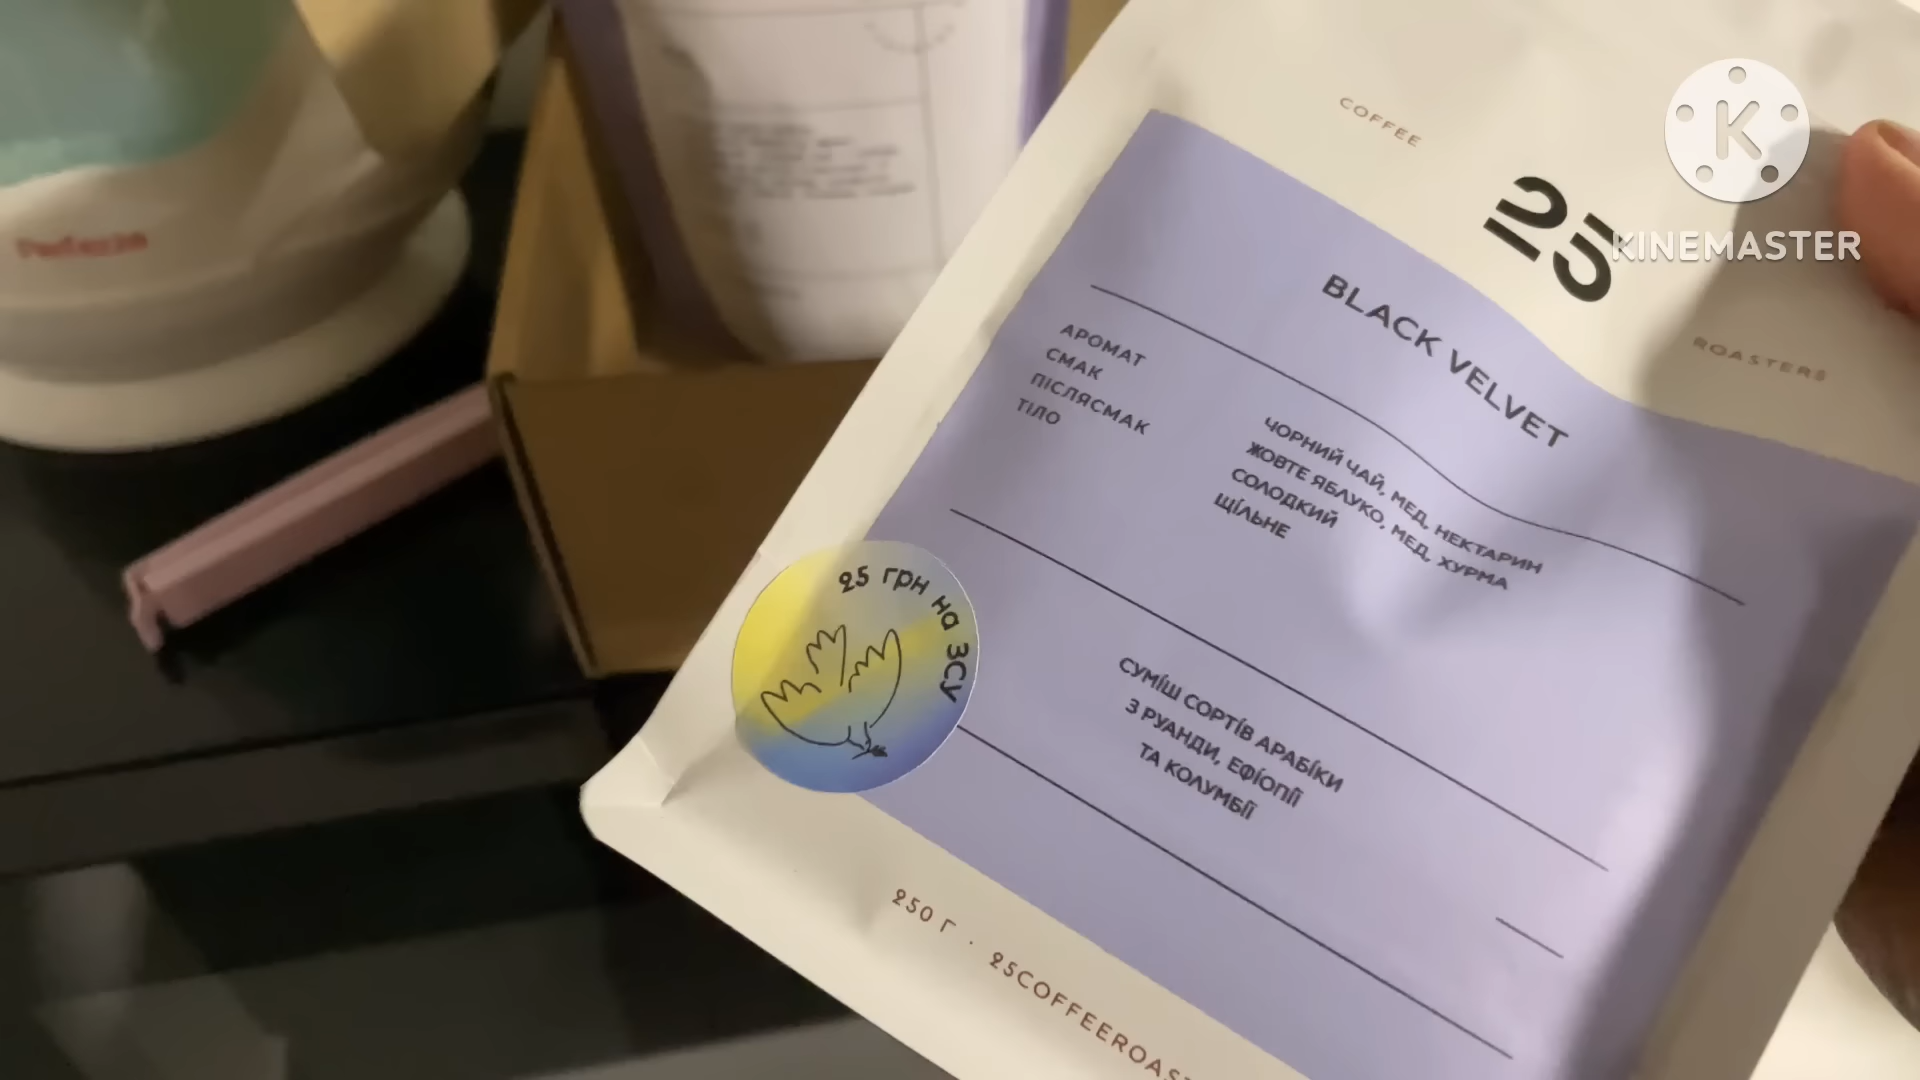 COFFEE
25
ROASTERS
KINEMASTER
BLACK VELVET
АРОМАТ
СМАК
ПІСЛЯСМАК
ТІЛО
ЧОРНИЙ ЧАЙ, МЕД, НЕКТАРИН
ЖОВТЕ ЯБЛУКО, МЕД, ХУРМА
СОЛОДКИЙ
ЩІЛЬНЕ
25 грн на ЗСУ
СУМІШ СОРТІВ АРАБІКИ
З РУАНДИ, ЕФІОПІЇ
ТА КОЛУМБІЇ
250 Г · 25COFFEEROAS